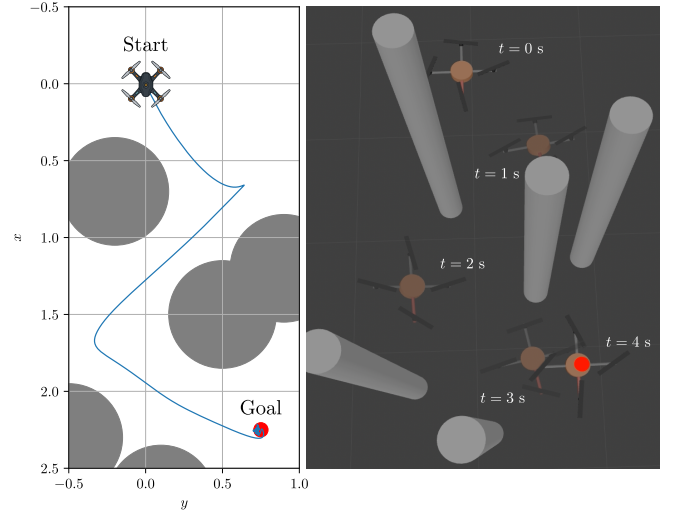 −0.5
Start
0.0
0.5
1.0
x
1.5
2.0
Goal
2.5
−0.5
0.0
0.5
1.0
y
t = 0 s
t = 1 s
t = 2 s
t = 4 s
t = 3 s